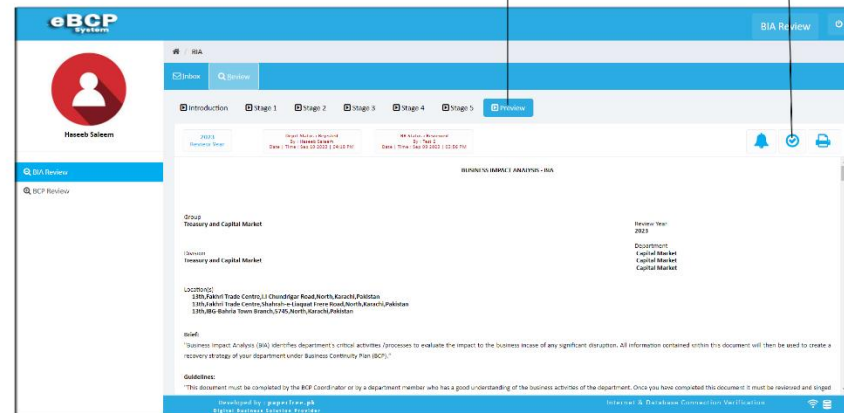 eBCP
System
BIA Review
/ BIA
Inbox Review
Introduction Stage 1 Stage 2 Stage 3 Stage 4 Stage 5 Preview
Haseeb Saleem
2023
Review Year
BUSINESS IMPACT ANALYSIS - BIA
BIA Review
BCP Review
Group
Treasury and Capital Market
Review Year
2023
Division
Treasury and Capital Market
Department
Capital Market
Capital Market
Capital Market
Location(s)
13th,Fakhri Trade Centre,I.I Chundrigar Road,North,Karachi,Pakistan
13th,Fakhri Trade Centre,Shahrah-e-Liaquat Frere Road,North,Karachi,Pakistan
13th,IBG-Bahria Town Branch,5745,North,Karachi,Pakistan
Brief:
"Business Impact Analysis (BIA) identifies department's critical activities /processes to evaluate the impact to the business incase of any significant disruption. All information contained within this document will then be used to create a
recovery strategy of your department under Business Continuity Plan (BCP)."
Guidelines:
"This document must be completed by the BCP Coordinator or by a department member who has a good understanding of the business activities of the department. Once you have completed this document it must be reviewed and singed
Developed by : paperfree.pk
Digital Business Solution Provider
Internet & Database Connection Verification